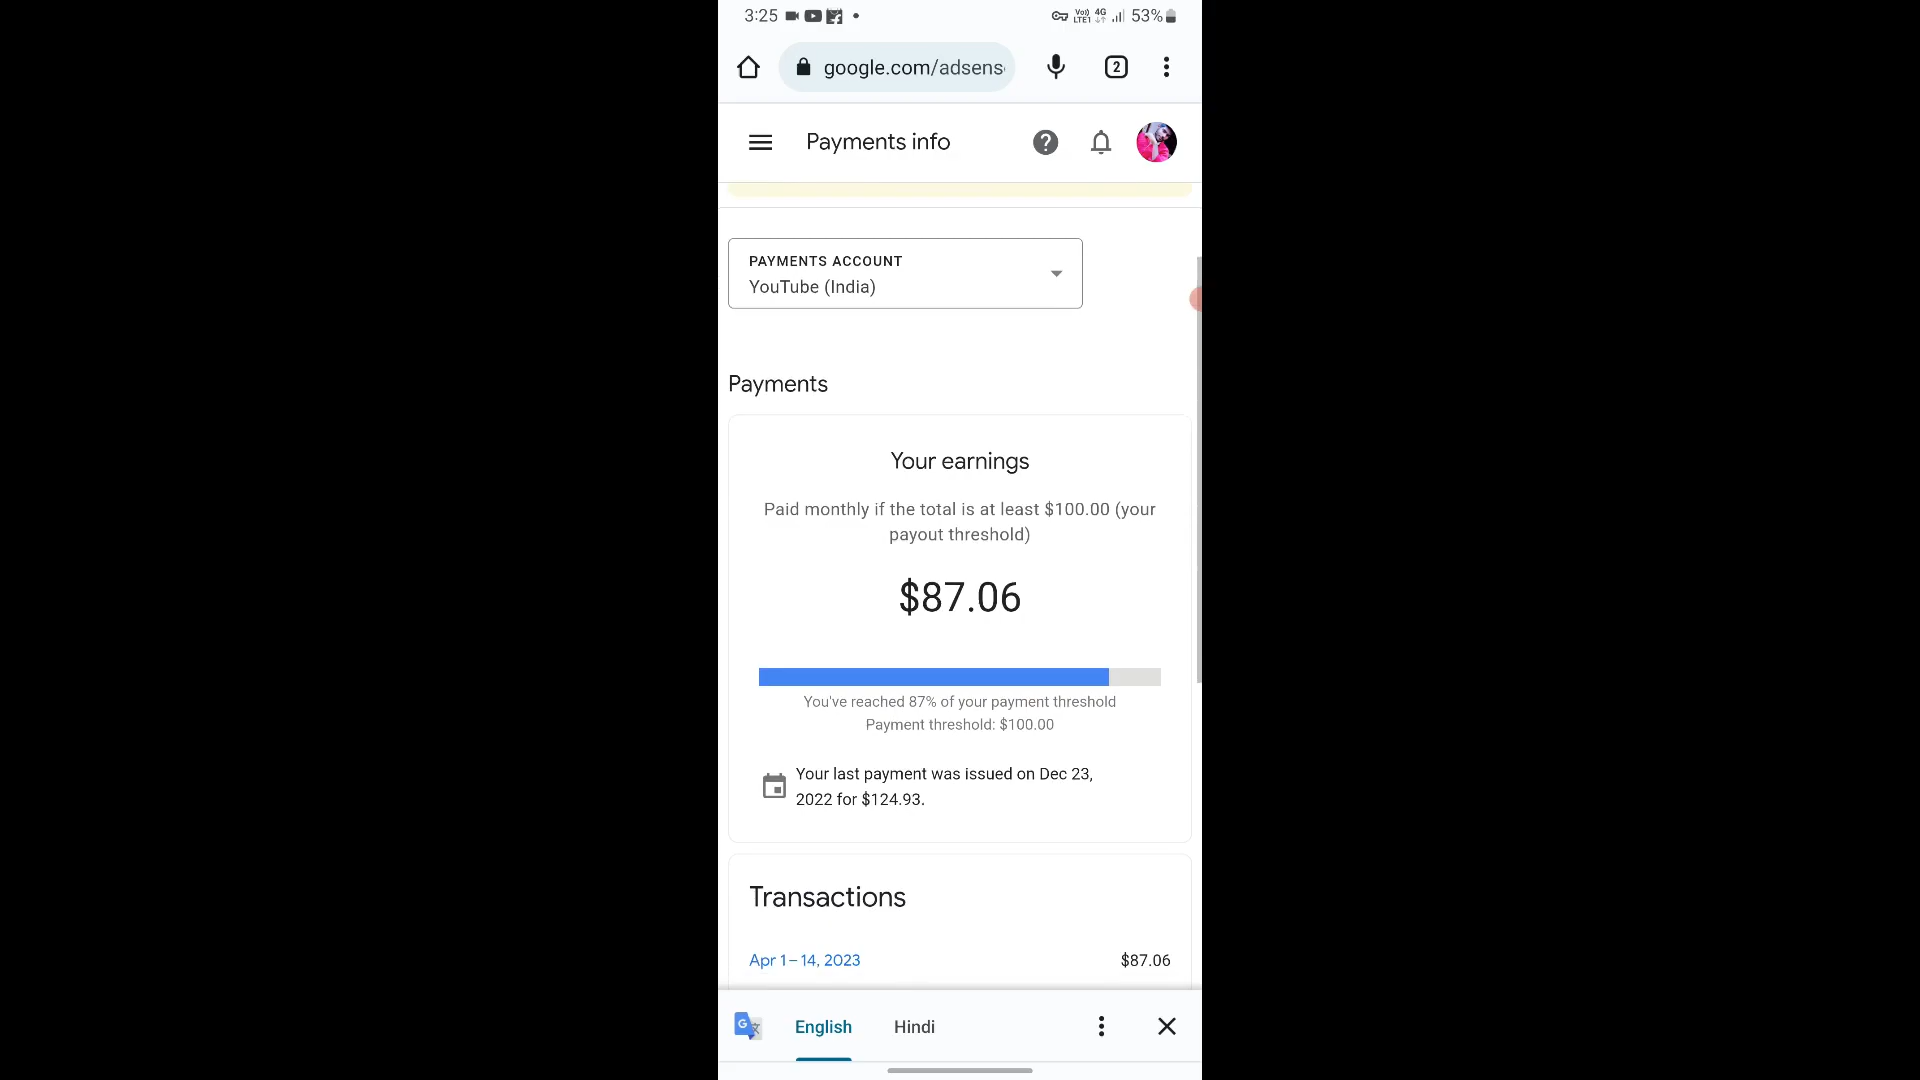 3:25
Vo)) 4G
LTE1
53%
google.com/adsens
2
Payments info
PAYMENTS ACCOUNT
YouTube (India)
Payments
Your earnings
Paid monthly if the total is at least $100.00 (your
payout threshold)
$87.06
You've reached 87% of your payment threshold
Payment threshold: $100.00
Your last payment was issued on Dec 23,
2022 for $124.93.
Transactions
Apr 1 – 14, 2023 $87.06
English Hindi